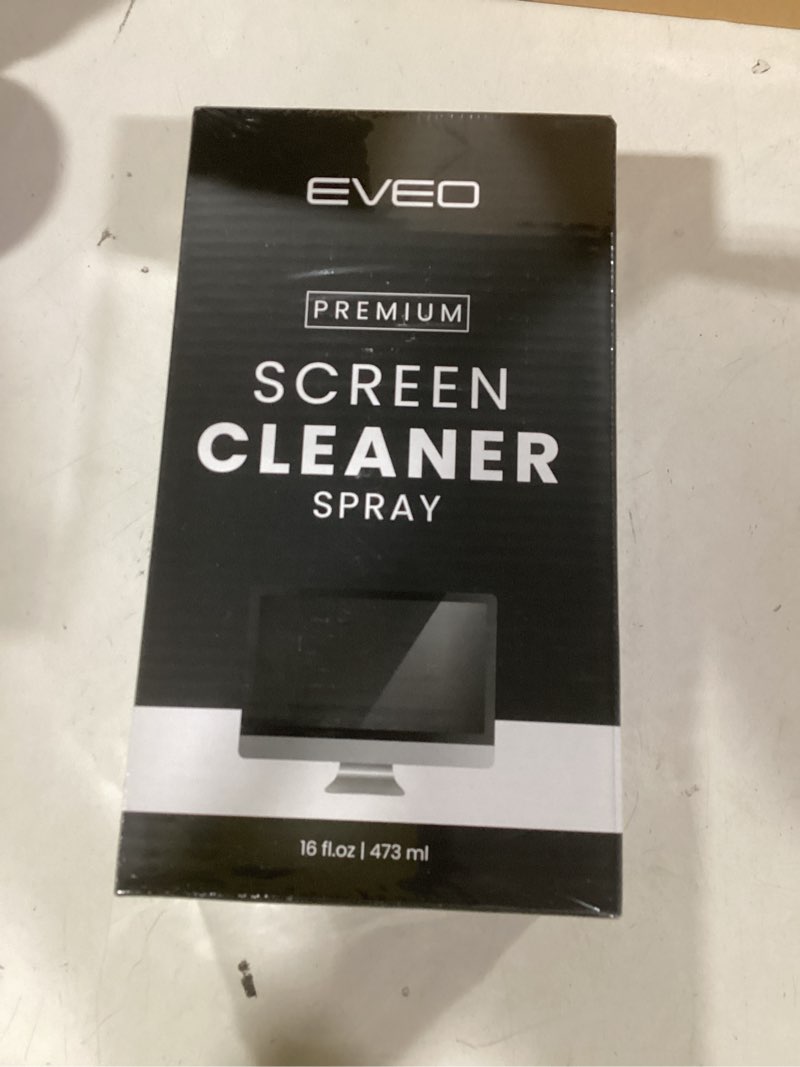 EVEO
PREMIUM
SCREEN
CLEANER
SPRAY
16 fl.oz | 473 ml